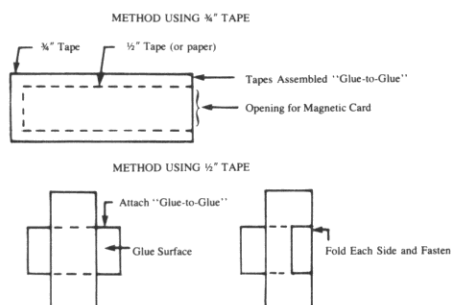 METHOD USING ¾" TAPE
¾" Tape
½" Tape (or paper)
Tapes Assembled "Glue-to-Glue"
Opening for Magnetic Card
METHOD USING ½" TAPE
Attach "Glue-to-Glue"
Glue Surface
Fold Each Side and Fasten